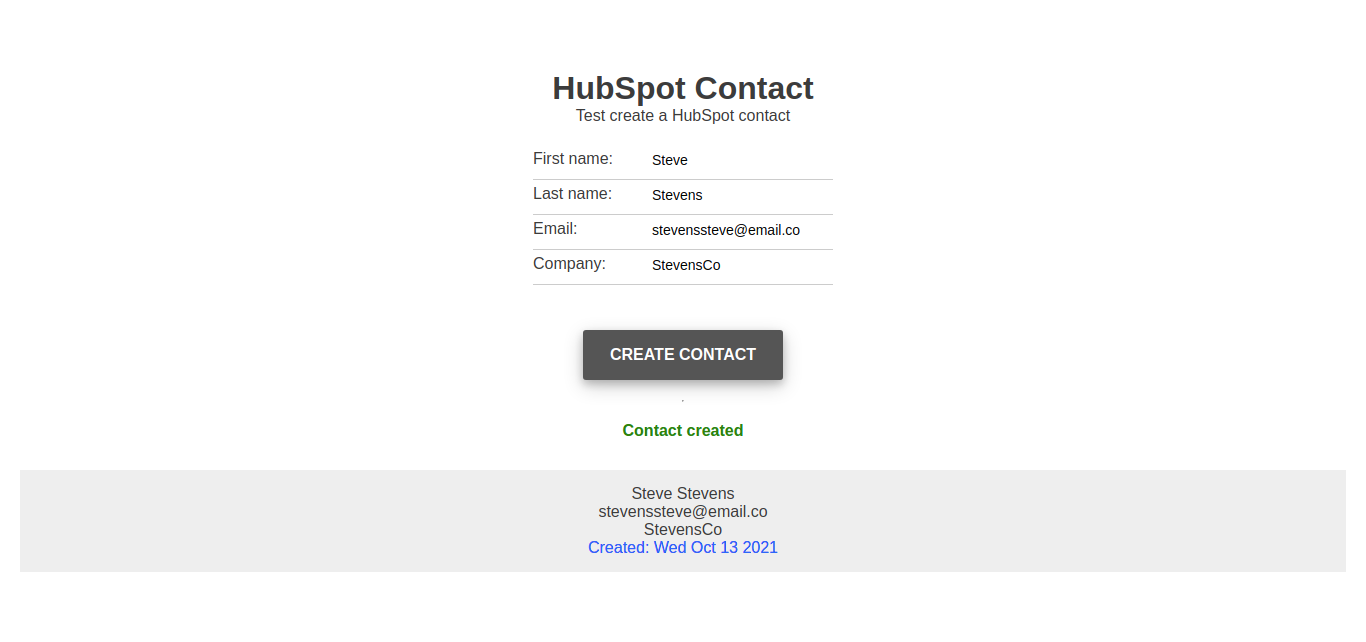 HubSpot Contact
Test create a HubSpot contact
First name: Steve
Last name: Stevens
Email: stevenssteve@email.co
Company: StevensCo
CREATE CONTACT
.
Contact created
Steve Stevens
stevenssteve@email.co
StevensCo
Created: Wed Oct 13 2021